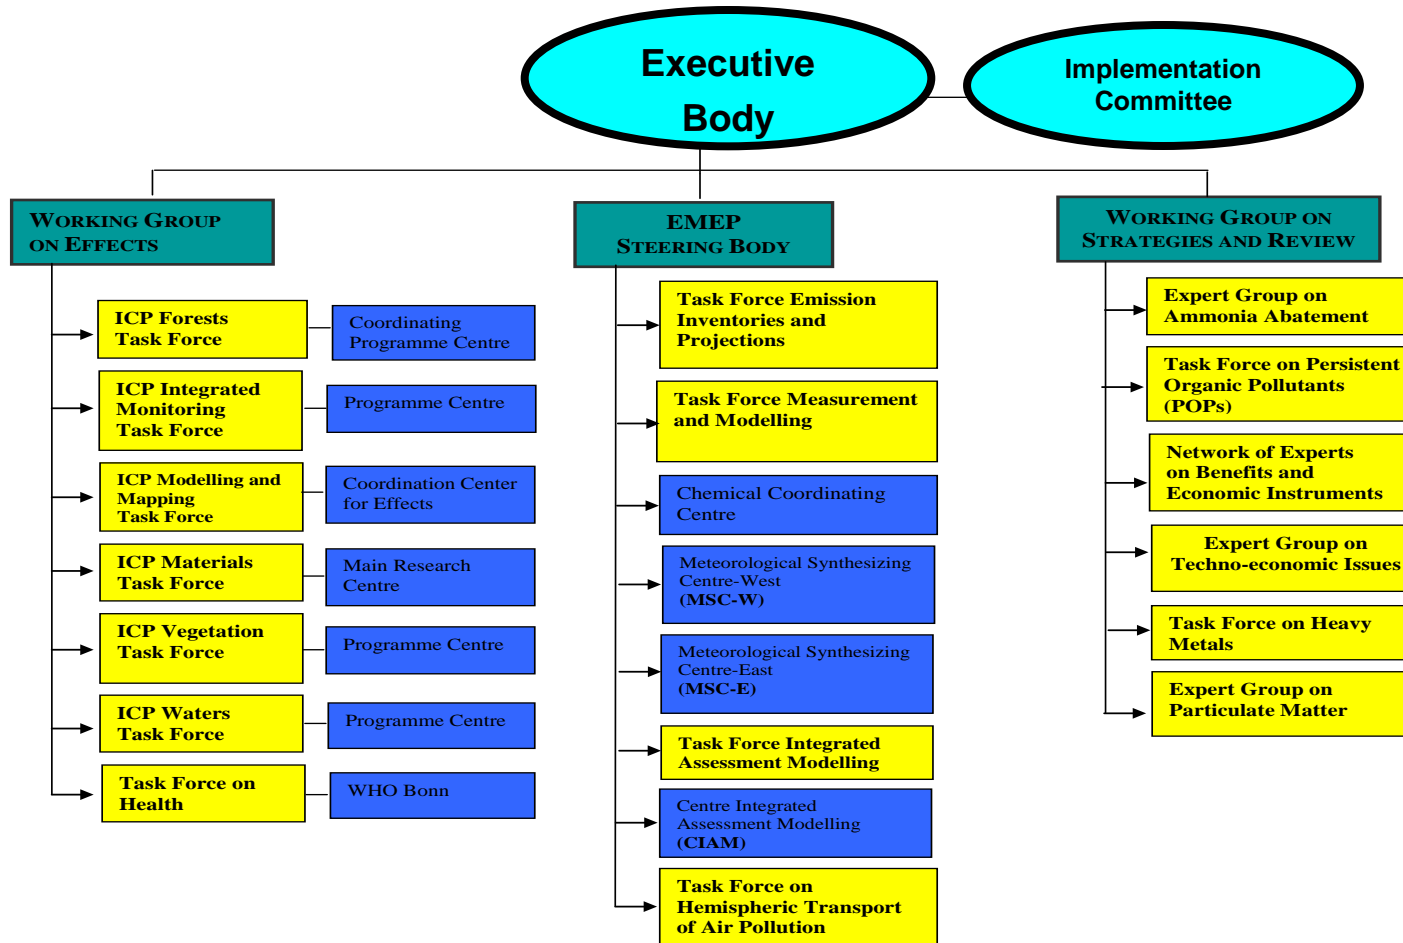 Executive
Body
Implementation
Committee
WORKING GROUP
ON EFFECTS
EMEP
STEERING BODY
WORKING GROUP ON
STRATEGIES AND REVIEW
ICP Forests
Task Force
Coordinating
Programme Centre
ICP Integrated
Monitoring
Task Force
Programme Centre
ICP Modelling and
Mapping
Task Force
Coordination Center
for Effects
ICP Materials
Task Force
Main Research
Centre
ICP Vegetation
Task Force
Programme Centre
ICP Waters
Task Force
Programme Centre
Task Force on
Health
WHO Bonn
Task Force Emission
Inventories and
Projections
Task Force Measurement
and Modelling
Chemical Coordinating
Centre
Meteorological Synthesizing
Centre-West
(MSC-W)
Meteorological Synthesizing
Centre-East
(MSC-E)
Task Force Integrated
Assessment Modelling
Centre Integrated
Assessment Modelling
(CIAM)
Task Force on
Hemispheric Transport
of Air Pollution
Expert Group on
Ammonia Abatement
Task Force on Persistent
Organic Pollutants
(POPs)
Network of Experts
on Benefits and
Economic Instruments
Expert Group on
Techno-economic Issues
Task Force on Heavy
Metals
Expert Group on
Particulate Matter